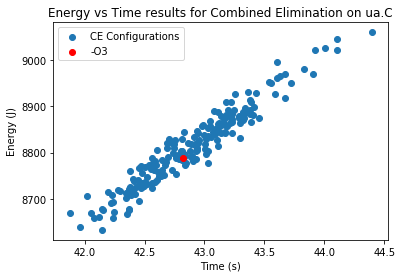 Energy vs Time results for Combined Elimination on ua.C
CE Configurations
-O3
9000
8900
8800
8700
Energy (J)
42.0 42.5 43.0 43.5 44.0 44.5
Time (s)